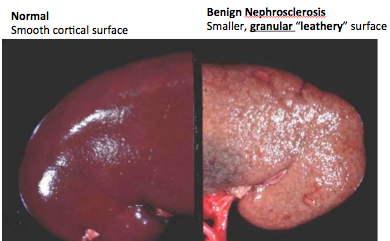 Normal
Smooth cortical surface
Benign Nephrosclerosis
Smaller, granular “leathery” surface